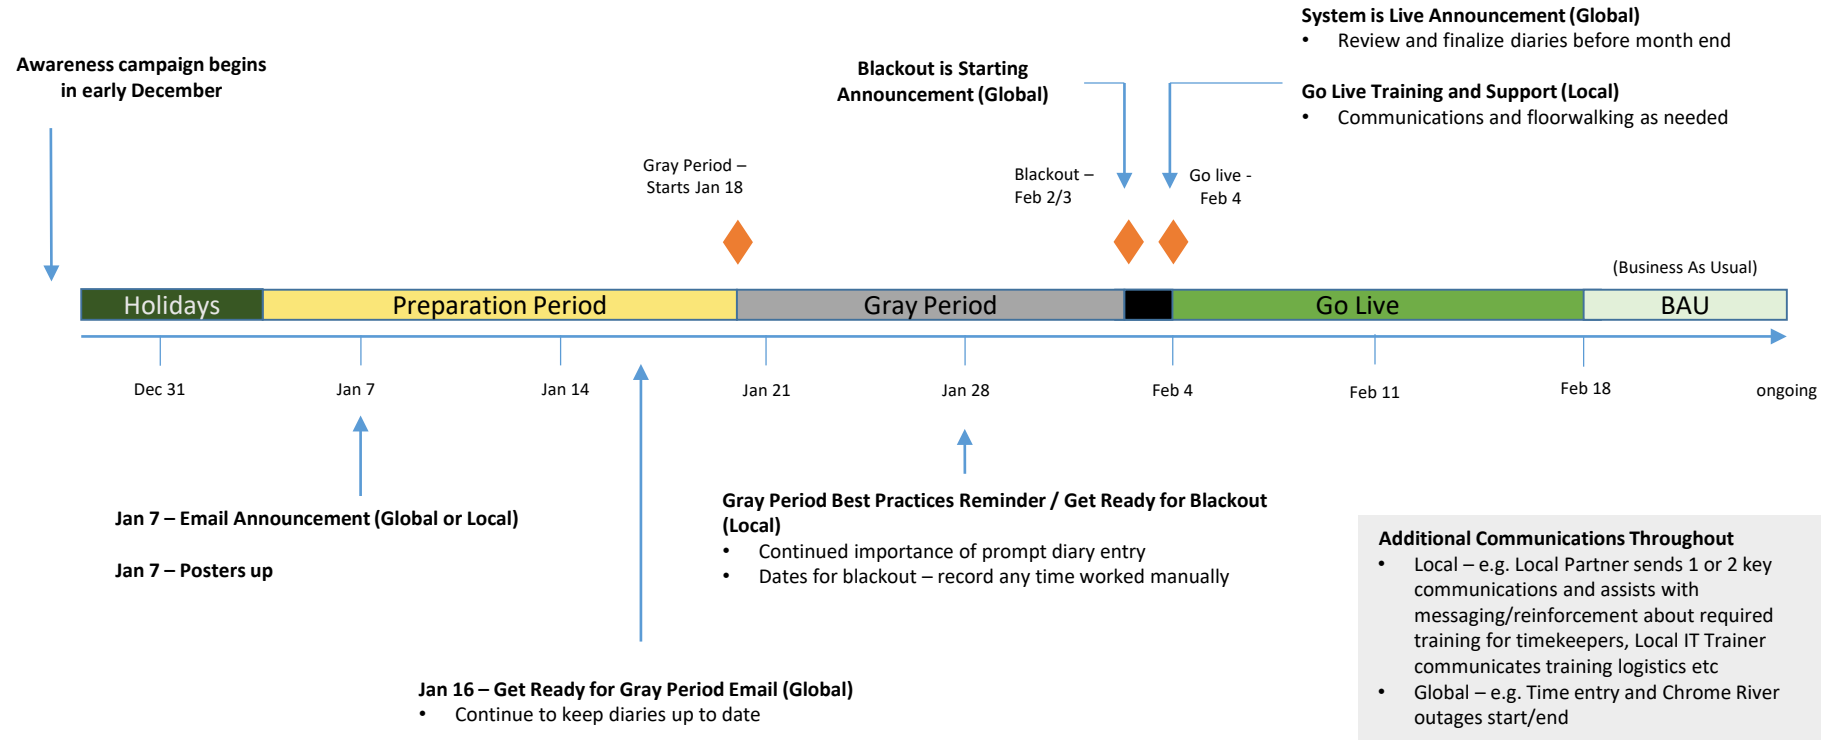 System is Live Announcement (Global)
• Review and finalize diaries before month end
Awareness campaign begins
in early December
Blackout is Starting
Announcement (Global)
Go Live Training and Support (Local)
• Communications and floorwalking as needed
Gray Period –
Starts Jan 18
Blackout –
Feb 2/3
Go live -
Feb 4
(Business As Usual)
Holidays
Preparation Period
Gray Period
Go Live
BAU
Dec 31
Jan 7
Jan 14
Jan 21
Jan 28
Feb 4
Feb 11
Feb 18
ongoing
Jan 7 – Email Announcement (Global or Local)
Jan 7 – Posters up
Gray Period Best Practices Reminder / Get Ready for Blackout
(Local)
• Continued importance of prompt diary entry
• Dates for blackout – record any time worked manually
Jan 16 – Get Ready for Gray Period Email (Global)
• Continue to keep diaries up to date
Additional Communications Throughout
• Local – e.g. Local Partner sends 1 or 2 key
communications and assists with
messaging/reinforcement about required
training for timekeepers, Local IT Trainer
communicates training logistics etc
• Global – e.g. Time entry and Chrome River
outages start/end